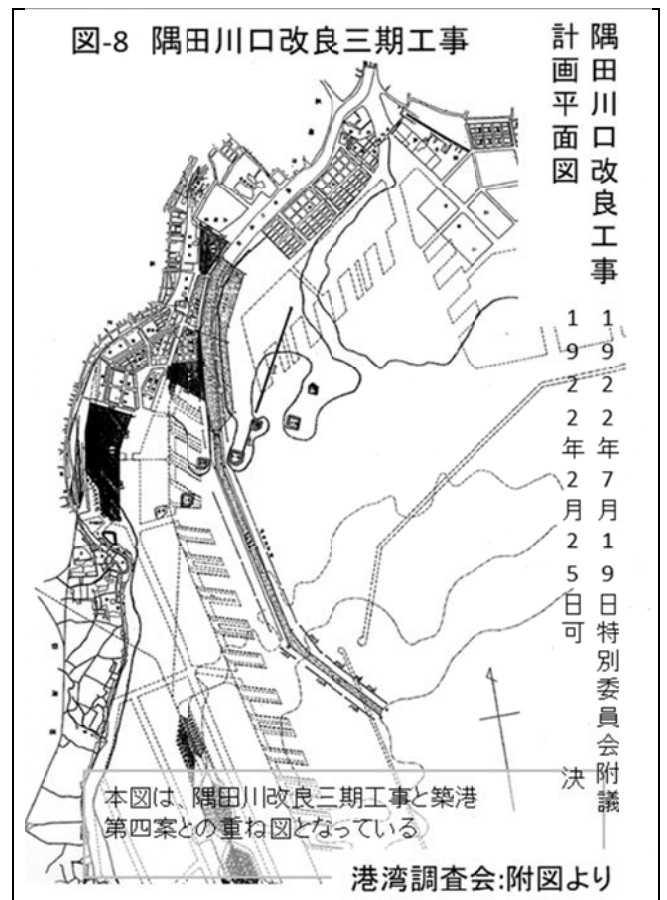 図-8 隅田川口改良三期工事
隅田川口改良工事 1922年7月19日特別委員会附議
計画平面図 1922年2月25日可決
本図は、隅田川改良三期工事と築港
第四案との重ね図となっている
港湾調査会:附図より